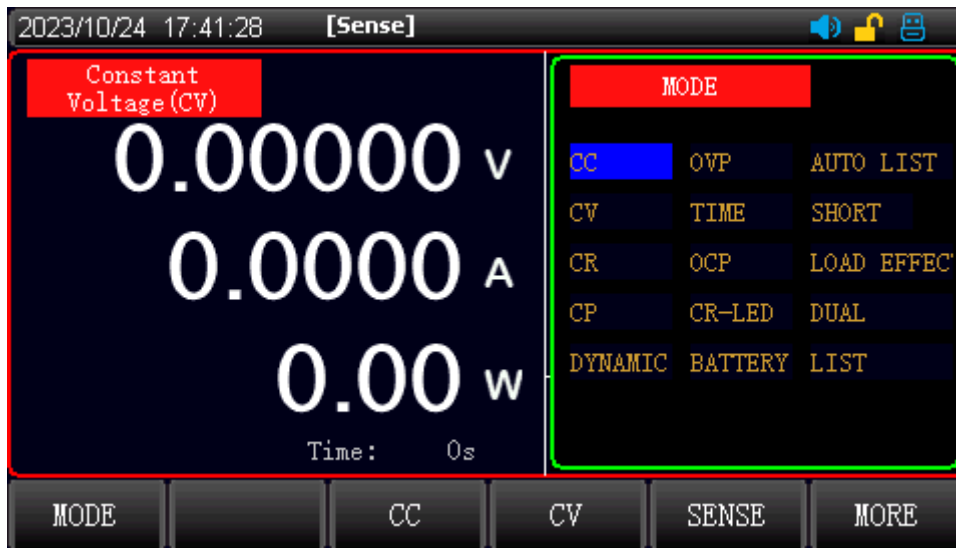 2023/10/24 17:41:28 [Sense]
Constant
Voltage(CV)
0.00000 V
0.0000 A
0.00 W
Time: 0s
MODE
CC OVP AUTO LIST
CV TIME SHORT
CR OCP LOAD EFFEC
CP CR-LED DUAL
DYNAMIC BATTERY LIST
MODE CC CV SENSE MORE